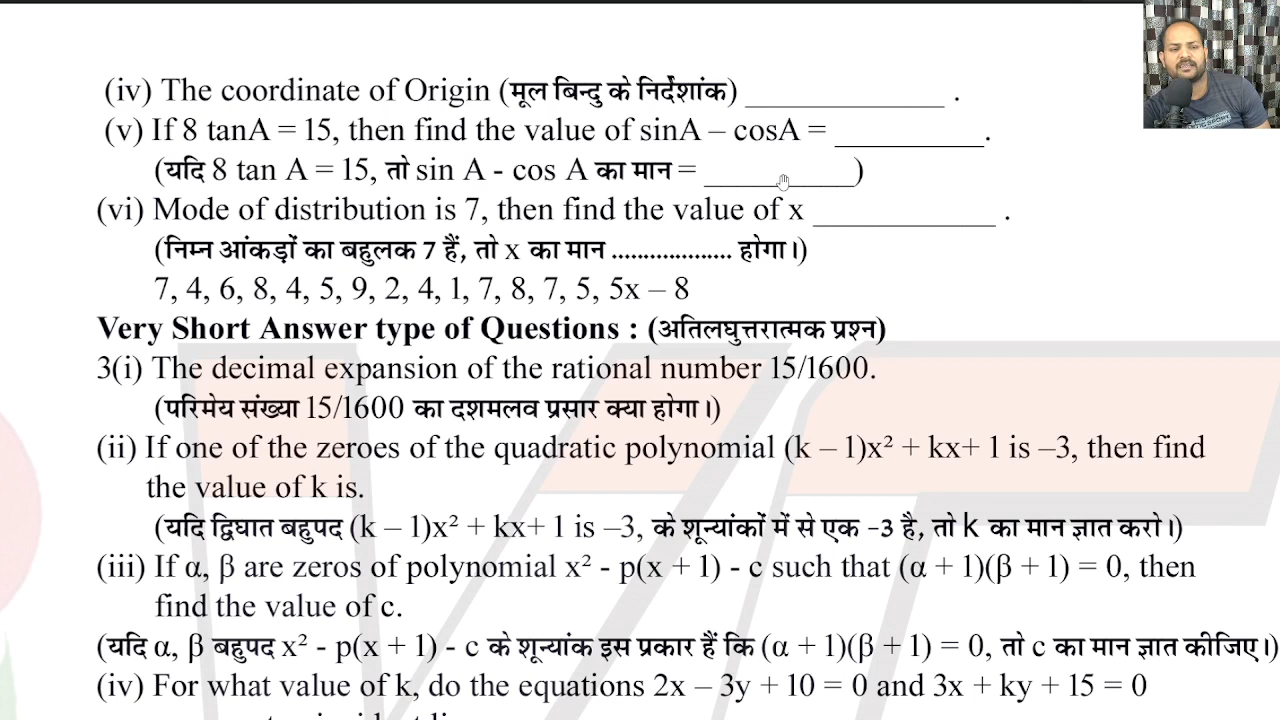 (iv) The coordinate of Origin (मूल बिन्दु के निर्देशांक) ______________ .
(v) If 8 tanA = 15, then find the value of sinA – cosA = ___________.
(यदि 8 tan A = 15, तो sin A - cos A का मान = ___________)
(vi) Mode of distribution is 7, then find the value of x _____________ .
(निम्न आंकड़ों का बहुलक 7 हैं, तो x का मान ................... होगा।)
7, 4, 6, 8, 4, 5, 9, 2, 4, 1, 7, 8, 7, 5, 5x – 8
Very Short Answer type of Questions : (अतिलघुत्तरात्मक प्रश्न)
3(i) The decimal expansion of the rational number 15/1600.
(परिमेय संख्या 15/1600 का दशमलव प्रसार क्या होगा।)
(ii) If one of the zeroes of the quadratic polynomial (k – 1)x² + kx+ 1 is –3, then find
the value of k is.
(यदि द्विघात बहुपद (k – 1)x² + kx+ 1 is –3, के शून्यांकों में से एक –3 है, तो k का मान ज्ञात करो।)
(iii) If α, β are zeros of polynomial x² - p(x + 1) - c such that (α + 1)(β + 1) = 0, then
find the value of c.
(यदि α, β बहुपद x² - p(x + 1) - c के शून्यांक इस प्रकार हैं कि (α + 1)(β + 1) = 0, तो c का मान ज्ञात कीजिए।)
(iv) For what value of k, do the equations 2x – 3y + 10 = 0 and 3x + ky + 15 = 0